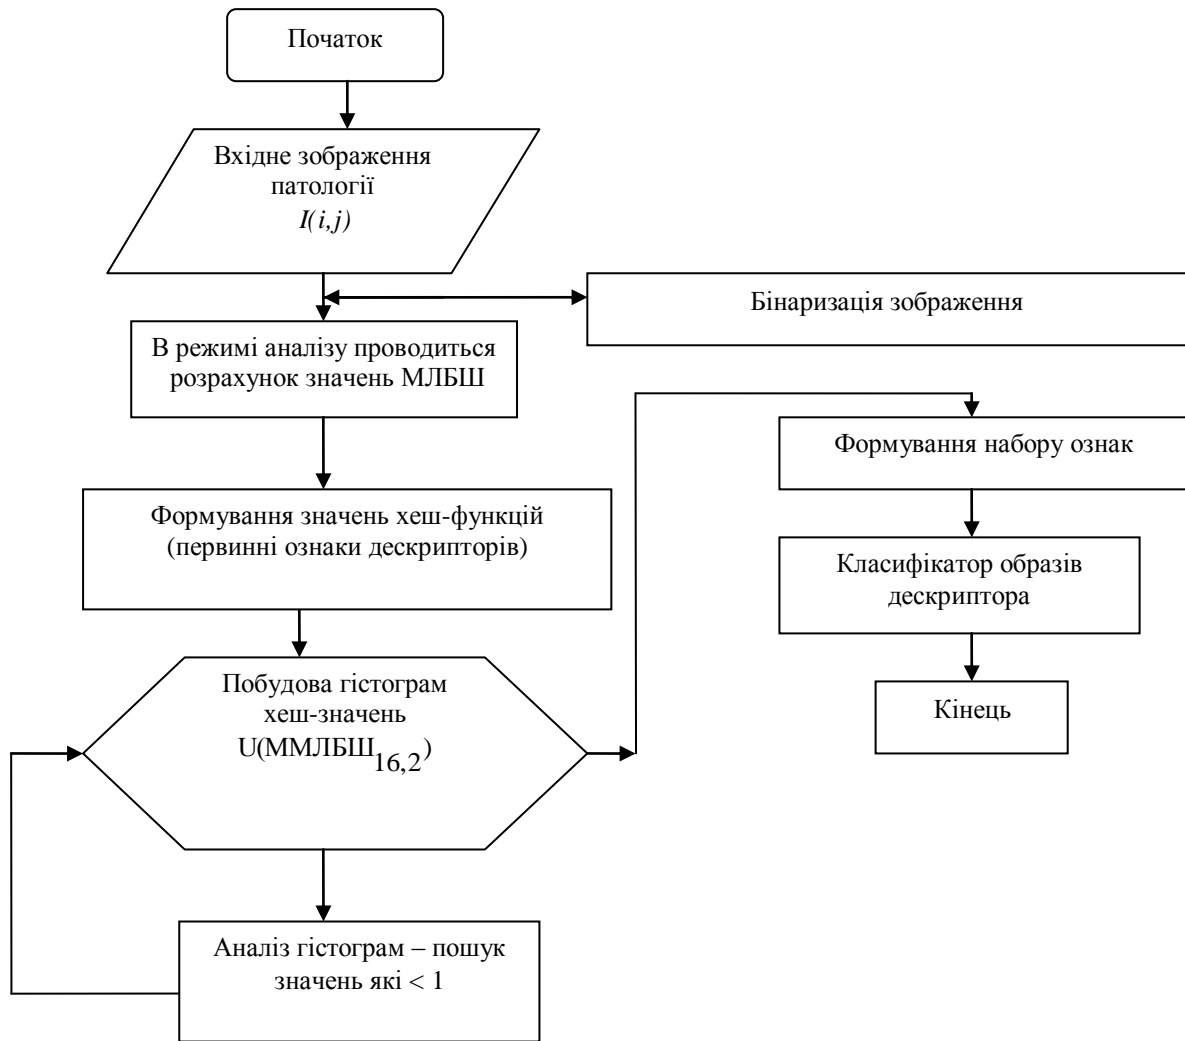 Початок
Вхідне зображення
патології
I(i,j)
Бінаризація зображення
В режимі аналізу проводиться
розрахунок значень МЛБШ
Формування значень хеш-функцій
(первинні ознаки дескрипторів)
Побудова гістограм
хеш-значень
U(ММЛБШ16,2)
Аналіз гістограм – пошук
значень які < 1
Формування набору ознак
Класифікатор образів
дескриптора
Кінець